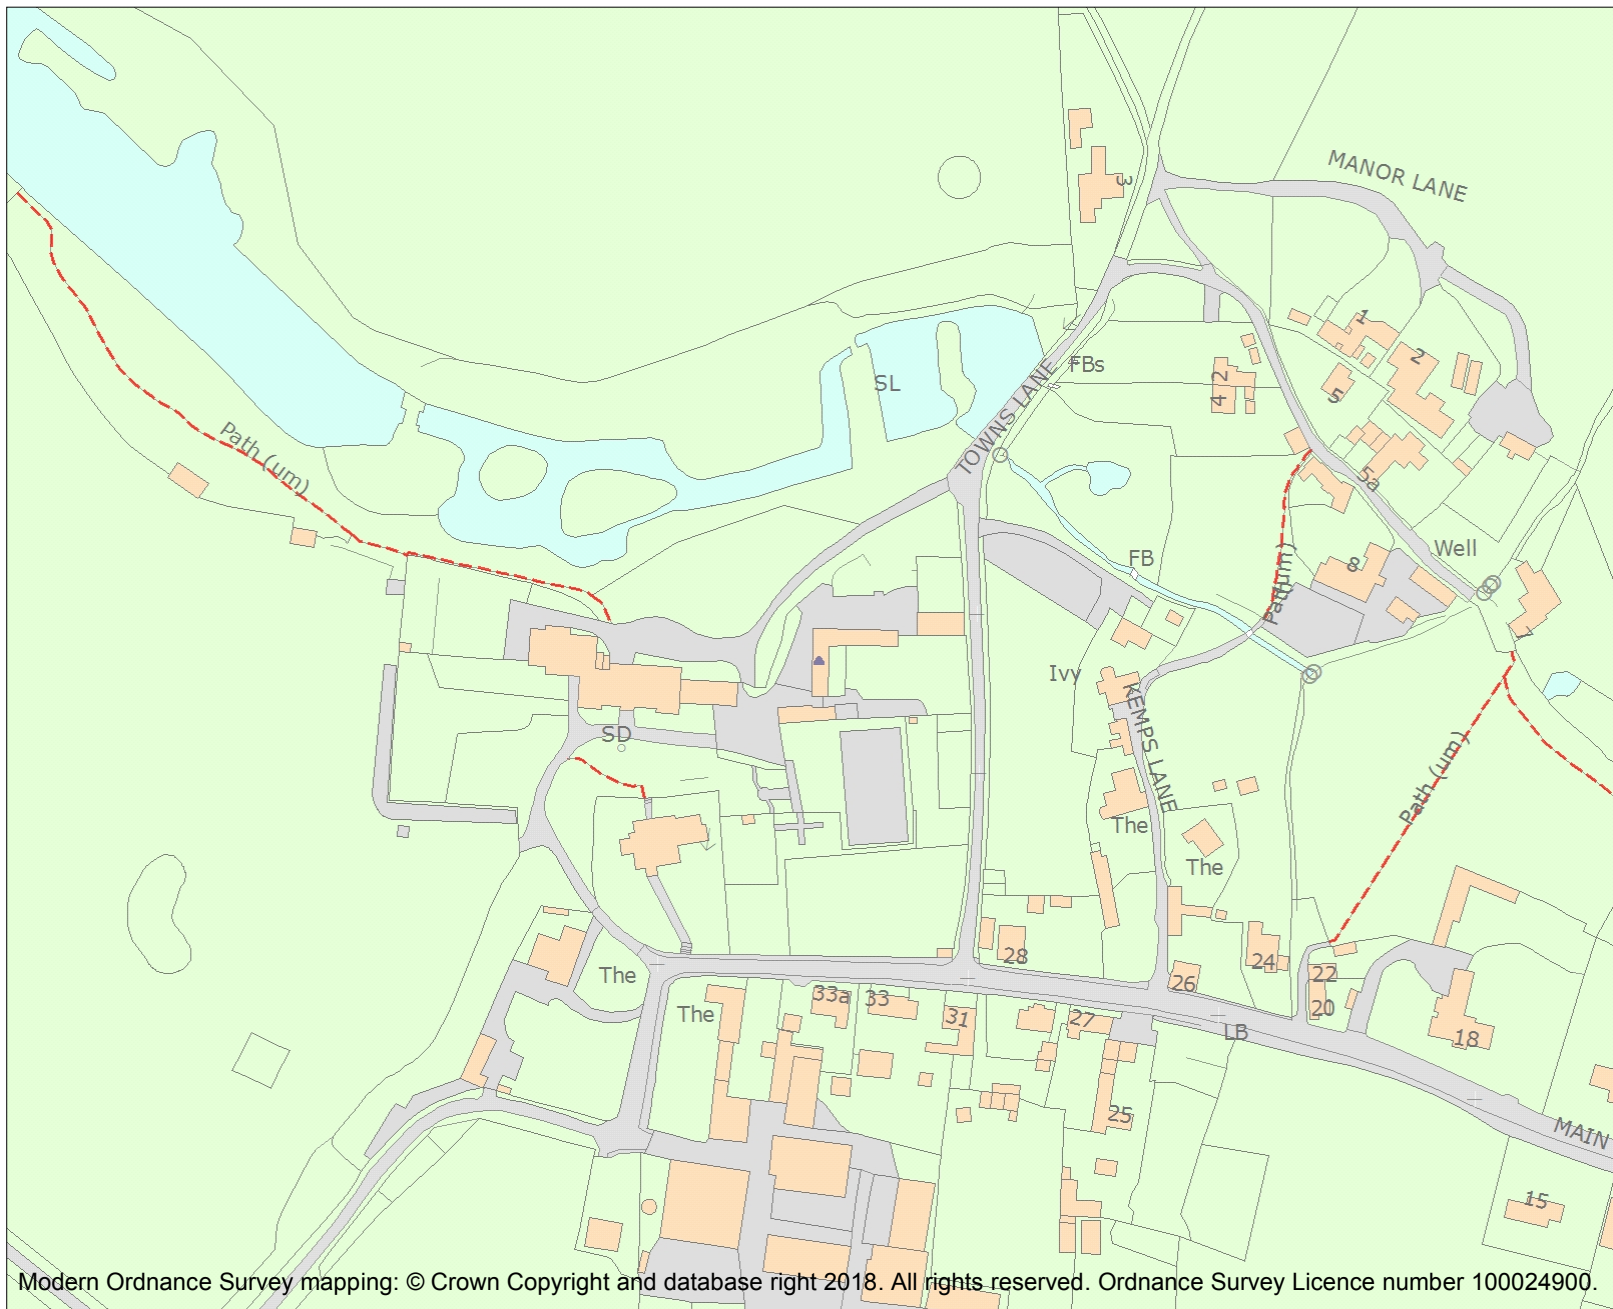 MANOR LANE
3
1
2
FBs
2
4
5
SL
TOWNS LANE
Path (um)
5a
Well
FB
8
Path (um)
7
Ivy
KEMPS LANE
SD
Path (um)
The
The
28
24
The
26
22
20
The
33a
33
31
27
LB
18
25
MAIN
15
Modern Ordnance Survey mapping: © Crown Copyright and database right 2018. All rights reserved. Ordnance Survey Licence number 100024900.